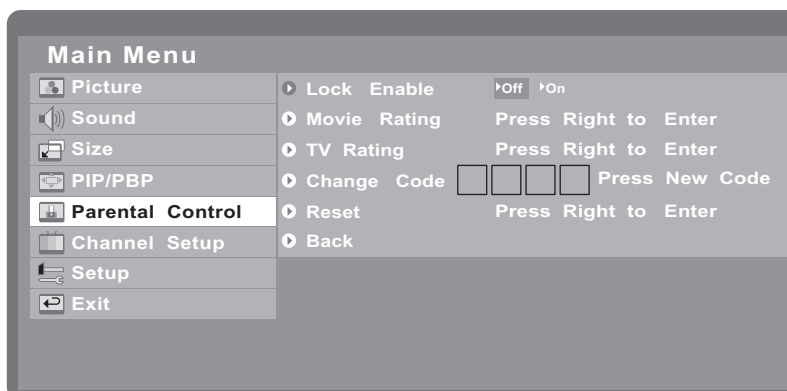 Main Menu
Picture
Sound
Size
PIP/PBP
Parental Control
Channel Setup
Setup
Exit
Lock Enable Off On
Movie Rating Press Right to Enter
TV Rating Press Right to Enter
Change Code Press New Code
Reset Press Right to Enter
Back